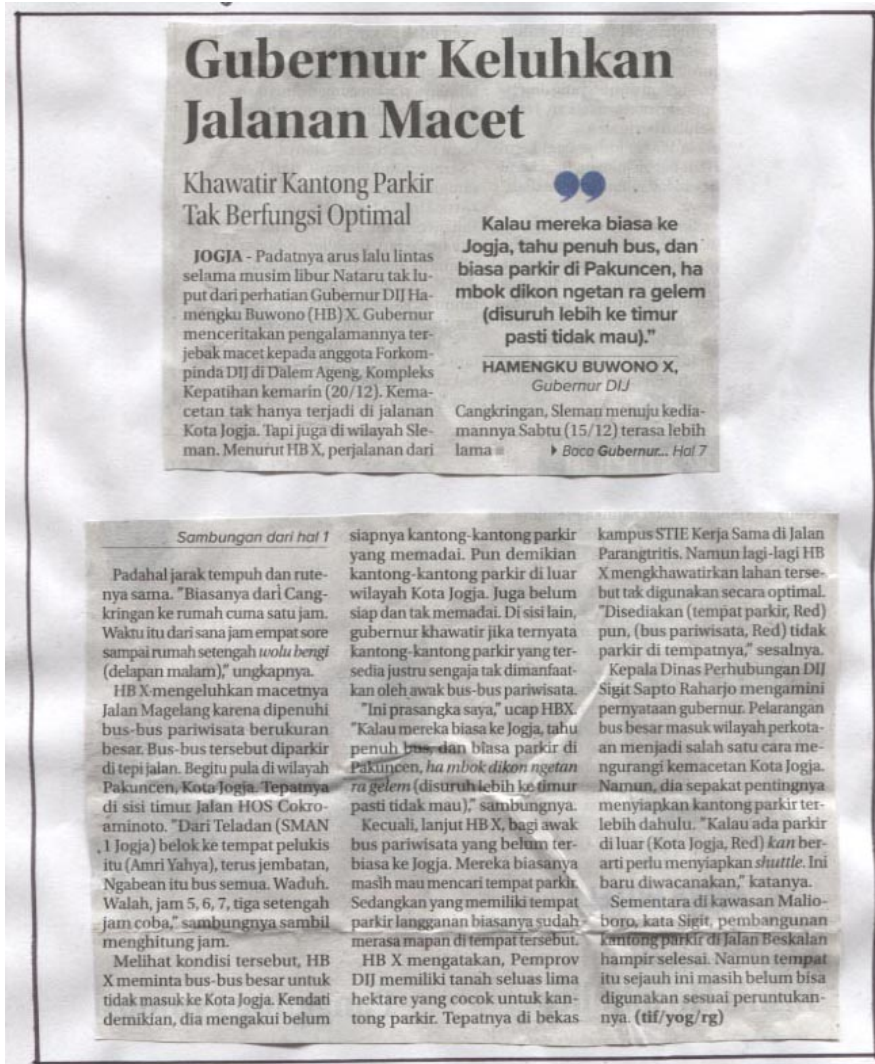 Gubernur Keluhkan
Jalanan Macet
Khawatir Kantong Parkir
Tak Berfungsi Optimal
JOGJA - Padatnya arus lalu lintas
selama musim libur Nataru tak lu-
put dari perhatian Gubernur DIJ Ha-
mengku Buwono (HB) X. Gubernur
menceritakan pengalamannya ter-
jebak macet kepada anggota Forkom-
pinda DIJ di Dalem Ageng, Kompleks
Kepatihan kemarin (20/12). Kema-
cetan tak hanya terjadi di jalanan
Kota Jogja. Tapi juga di wilayah Sle-
man. Menurut HB X, perjalanan dari
Kalau mereka biasa ke
Jogja, tahu penuh bus, dan
biasa parkir di Pakuncen, ha
mbok dikon ngetan ra gelem
(disuruh lebih ke timur
pasti tidak mau)."
HAMENGKU BUWONO X,
Gubernur DIJ
Cangkringan, Sleman menuju kedia-
mannya Sabtu (15/12) terasa lebih
lama
Baca Gubernur... Hal 7
Sambungan dari hal 1
Padahal jarak tempuh dan rute-
nya sama. "Biasanya dari Cang-
kringan ke rumah cuma satu jam.
Waktu itu dari sana jam empat sore
sampai rumah setengah wolu bengi
(delapan malam)," ungkapnya.
HB X mengeluhkan macetnya
Jalan Magelang karena dipenuhi
bus-bus pariwisata berukuran
besar. Bus-bus tersebut diparkir
di tepi jalan. Begitu pula di wilayah
Pakuncen, Kota Jogja. Tepatnya
di sisi timur Jalan HOS Cokro-
aminoto. "Dari Teladan (SMAN
1 Jogja) belok ke tempat pelukis
itu (Amri Yahya), terus jembatan,
Ngabean itu bus semua. Waduh.
Walah, jam 5, 6, 7, tiga setengah
jam coba," sambungnya sambil
menghitung jam.
Melihat kondisi tersebut, HB
X meminta bus-bus besar untuk
tidak masuk ke Kota Jogja. Kendati
demikian, dia mengakui belum
siapnya kantong-kantong parkir
yang memadai. Pun demikian
kantong-kantong parkir di luar
wilayah Kota Jogja. Juga belum
siap dan tak memadai. Di sisi lain,
gubernur khawatir jika ternyata
kantong-kantong parkir yang ter-
sedia justru sengaja tak dimanfaat-
kan oleh awak bus-bus pariwisata.
"Ini prasangka saya," ucap HBX.
"Kalau mereka biasa ke Jogja, tahu
penuh bus, dan biasa parkir di
Pakuncen, ha mbok dikon ngetan
ra gelem (disuruh lebih ke timur
pasti tidak mau)," sambungnya.
Kecuali, lanjut HB X, bagi awak
bus pariwisata yang belum ter-
biasa ke Jogja. Mereka biasanya
masih mau mencari tempat parkir.
Sedangkan yang memiliki tempat
parkir langganan biasanya sudah
merasa mapan di tempat tersebut.
HB X mengatakan, Pemprov
DIJ memiliki tanah seluas lima
hektare yang cocok untuk kan-
tong parkir. Tepatnya di bekas
kampus STIE Kerja Sama di Jalan
Parangtritis. Namun lagi-lagi HB
X mengkhawatirkan lahan terse-
but tak digunakan secara optimal.
"Disediakan (tempat parkir, Red)
pun, (bus pariwisata, Red) tidak
parkir di tempatnya," sesalnya.
Kepala Dinas Perhubungan DIJ
Sigit Sapto Raharjo mengamini
pernyataan gubernur. Pelarangan
bus besar masuk wilayah perkota-
an menjadi salah satu cara me-
ngurangi kemacetan Kota Jogja.
Namun, dia sepakat pentingnya
menyiapkan kantong parkir ter-
lebih dahulu. "Kalau ada parkir
di luar (Kota Jogja, Red) kan ber-
arti perlu menyiapkan shuttle. Ini
baru diwacanakan," katanya.
Sementara di kawasan Malio-
boro, kata Sigit, pembangunan
kantong parkir di Jalan Beskalan
hampir selesai. Namun tempat
itu sejauh ini masih belum bisa
digunakan sesuai peruntukan-
nya. (tif/yog/rg)